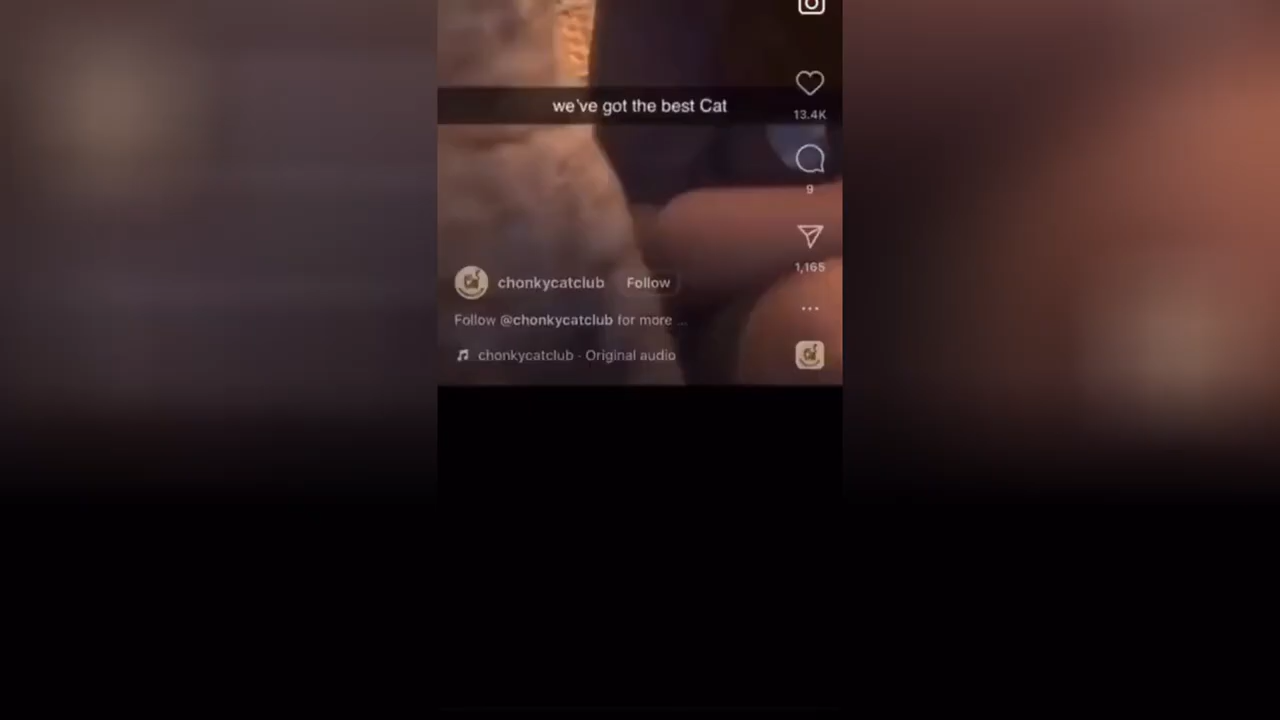 we've got the best Cat
13.4K
9
1,165
chonkycatclub Follow
Follow @chonkycatclub for more ...
chonkycatclub · Original audio